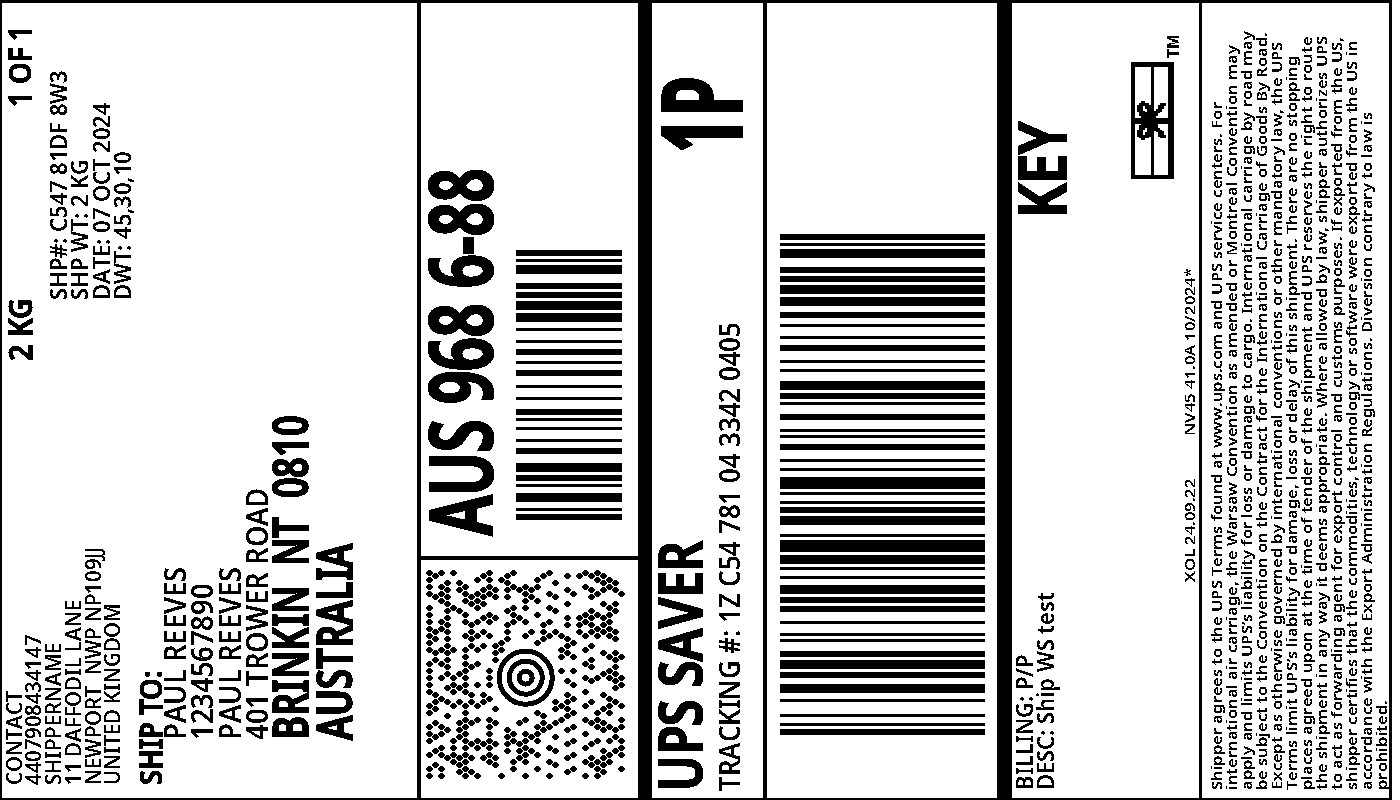 CONTACT
4407908434147
SHIPPERNAME
11 DAFFODIL LANE
NEWPORT  NWP NP109JJ
UNITED KINGDOM
2 KG
1 OF 1
SHP#: C547 81DF 8W3
SHP WT: 2 KG
DATE: 07 OCT 2024
DWT: 45,30,10
SHIP TO:
PAUL REEVES
1234567890
PAUL REEVES
401 TROWER ROAD
BRINKIN  NT  0810
AUSTRALIA
AUS 968 6-88
UPS SAVER
1P
TRACKING #: 1Z C54 781 04 3342 0405
BILLING: P/P
DESC: Ship WS test
KEY
TM
XOL 24.09.22
NV45 41.0A 10/2024*
Shipper agrees to the UPS Terms found at www.ups.com and UPS service centers. For
international air carriage, the Warsaw Convention as amended or Montreal Convention may
apply and limits UPS's liability for loss or damage to cargo. International carriage by road may
be subject to the Convention on the Contract for the International Carriage of Goods By Road.
Except as otherwise governed by international conventions or other mandatory law, the UPS
Terms limit UPS's liability for damage, loss or delay of this shipment. There are no stopping
places agreed upon at the time of tender of the shipment and UPS reserves the right to route
the shipment in any way it deems appropriate. Where allowed by law, shipper authorizes UPS
to act as forwarding agent for export control and customs purposes. If exported from the US,
shipper certifies that the commodities, technology or software were exported from the US in
accordance with the Export Administration Regulations. Diversion contrary to law is
prohibited.